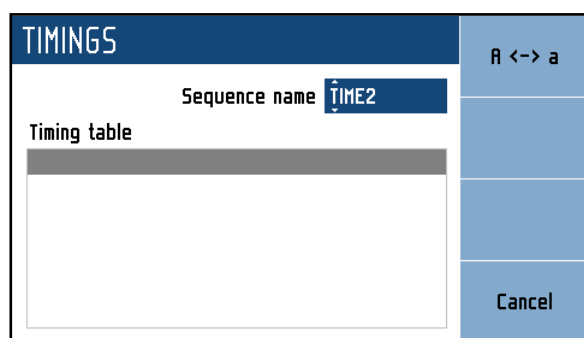 TIMINGS
A <-> a
Sequence name TIME2
Timing table
Cancel